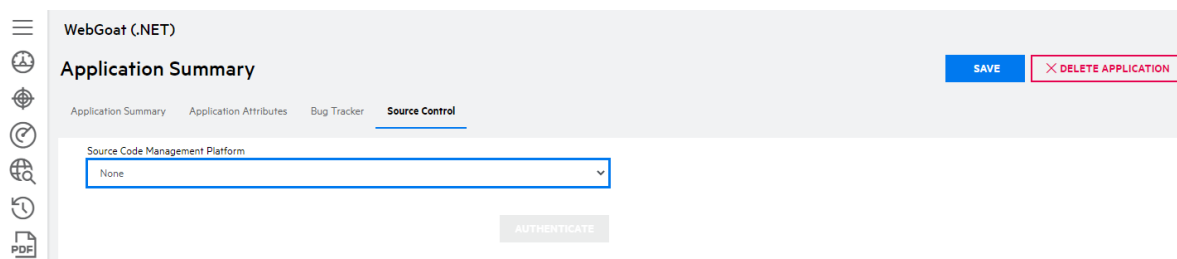 WebGoat (.NET)
Application Summary
SAVE
DELETE APPLICATION
Application Summary Application Attributes Bug Tracker Source Control
Source Code Management Platform
None
AUTHENTICATE
PDF